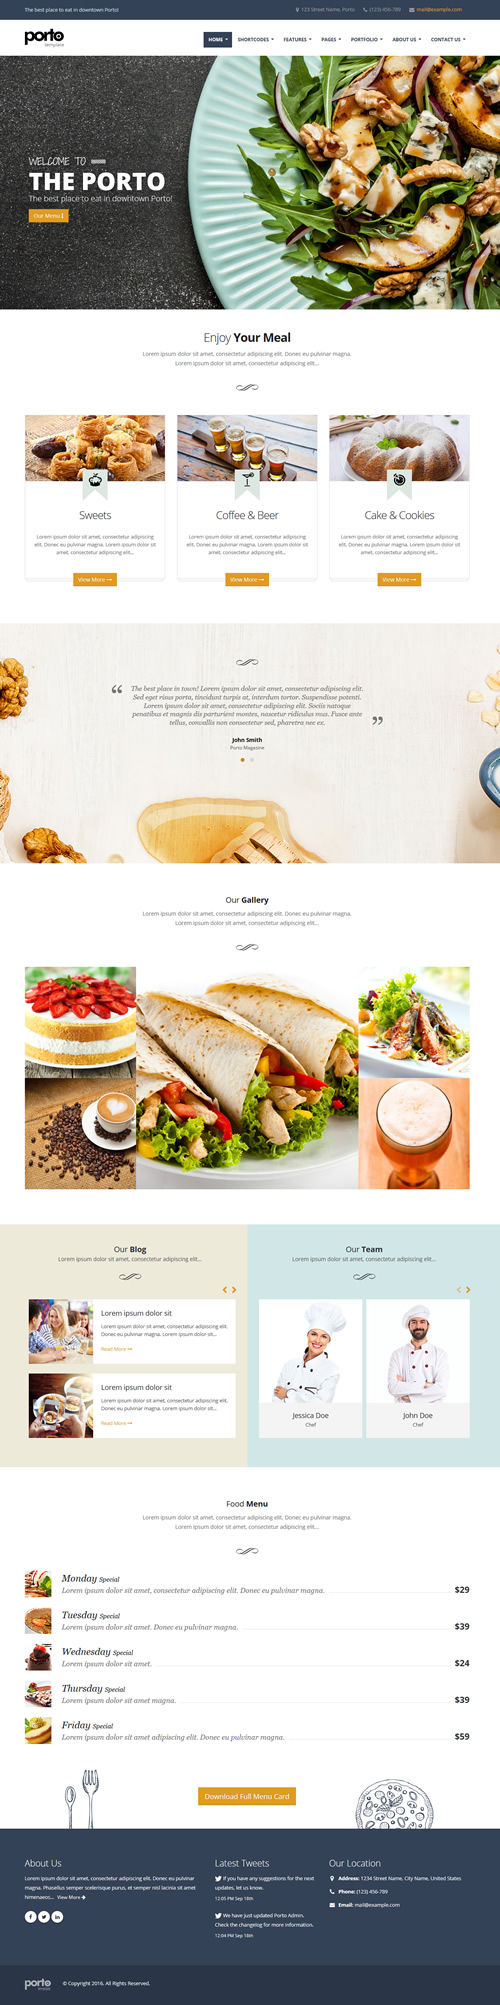 The best place to eat in downtown Porto!
123 Street Name, Porto (123) 456-789 mail@example.com
porto
template
HOME SHORTCODES FEATURES PAGES PORTFOLIO ABOUT US CONTACT US
WELCOME TO
THE PORTO
The best place to eat in downtown Porto!
Our Menu
Enjoy Your Meal
Lorem ipsum dolor sit amet, consectetur adipiscing elit. Donec eu pulvinar magna.
Lorem ipsum dolor sit amet, consectetur adipiscing elit...
Sweets
Lorem ipsum dolor sit amet, consectetur adipiscing
elit. Donec eu pulvinar magna. Lorem ipsum dolor sit
amet, consectetur adipiscing elit...
View More
Coffee & Beer
Lorem ipsum dolor sit amet, consectetur adipiscing
elit. Donec eu pulvinar magna. Lorem ipsum dolor sit
amet, consectetur adipiscing elit...
View More
Cake & Cookies
Lorem ipsum dolor sit amet, consectetur adipiscing
elit. Donec eu pulvinar magna. Lorem ipsum dolor sit
amet, consectetur adipiscing elit...
View More
“ The best place in town! Lorem ipsum dolor sit amet, consectetur adipiscing elit.
Sed eget risus porta, tincidunt turpis at, interdum tortor. Suspendisse potenti.
Lorem ipsum dolor sit amet, consectetur adipiscing elit. Sociis natoque
penatibus et magnis dis parturient montes, nascetur ridiculus mus. Fusce ante
tellus, convallis non consectetur sed, pharetra nec ex. ”
John Smith
Porto Magazine
Our Gallery
Lorem ipsum dolor sit amet, consectetur adipiscing elit. Donec eu pulvinar magna.
Lorem ipsum dolor sit amet, consectetur adipiscing elit...
Our Blog
Lorem ipsum dolor sit amet, consectetur adipiscing elit...
Lorem ipsum dolor sit
Lorem ipsum dolor sit amet, consectetur adipiscing elit.
Donec eu pulvinar magna. Lorem ipsum dolor sit amet...
Read More
Lorem ipsum dolor sit
Lorem ipsum dolor sit amet, consectetur adipiscing elit.
Donec eu pulvinar magna. Lorem ipsum dolor sit amet...
Read More
Our Team
Lorem ipsum dolor sit amet, consectetur adipiscing elit...
Jessica Doe
Chef
John Doe
Chef
Food Menu
Lorem ipsum dolor sit amet, consectetur adipiscing elit. Donec eu pulvinar magna.
Lorem ipsum dolor sit amet, consectetur adipiscing elit...
Monday Special
Lorem ipsum dolor sit amet, consectetur adipiscing elit. Donec eu pulvinar magna. $29
Tuesday Special
Lorem ipsum dolor sit amet. Donec eu pulvinar magna. $39
Wednesday Special
Lorem ipsum dolor sit amet. $24
Thursday Special
Lorem ipsum dolor sit amet magna. $39
Friday Special
Lorem ipsum dolor sit amet adipiscing elit. Donec eu pulvinar magna. $59
Download Full Menu Card
About Us
Lorem ipsum dolor sit amet, consectetur adipiscing elit. Donec eu pulvinar
magna. Phasellus semper scelerisque purus, et semper nisl lacinia sit amet
himenaeos... View More
Latest Tweets
If you have any suggestions for the next
updates, let us know.
12:05 PM Sep 18th
We have just updated Porto Admin.
Check the changelog for more information.
12:04 PM Sep 18th
Our Location
Address: 1234 Street Name, City Name, United States
Phone: (123) 456-789
Email: mail@example.com
porto
template
© Copyright 2016. All Rights Reserved.